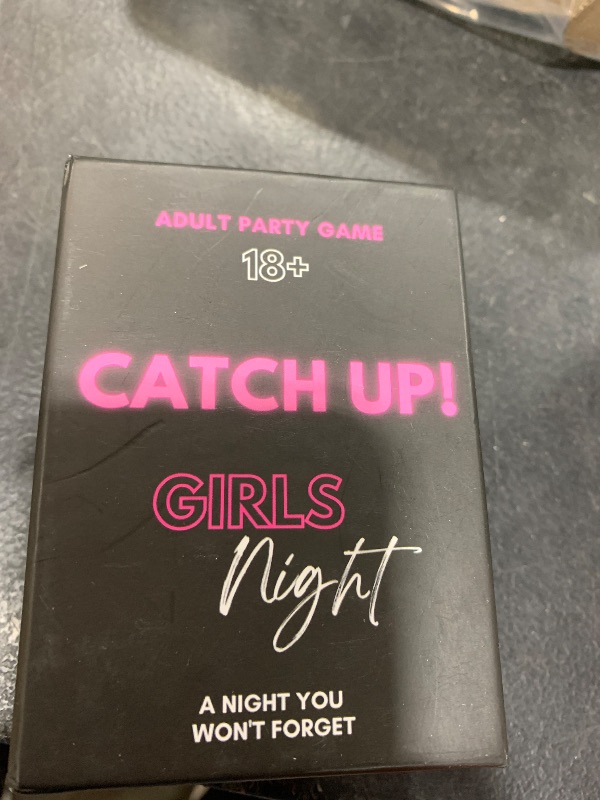 ADULT PARTY GAME
18+
CATCH UP!
GIRLS
Night
A NIGHT YOU
WON'T FORGET